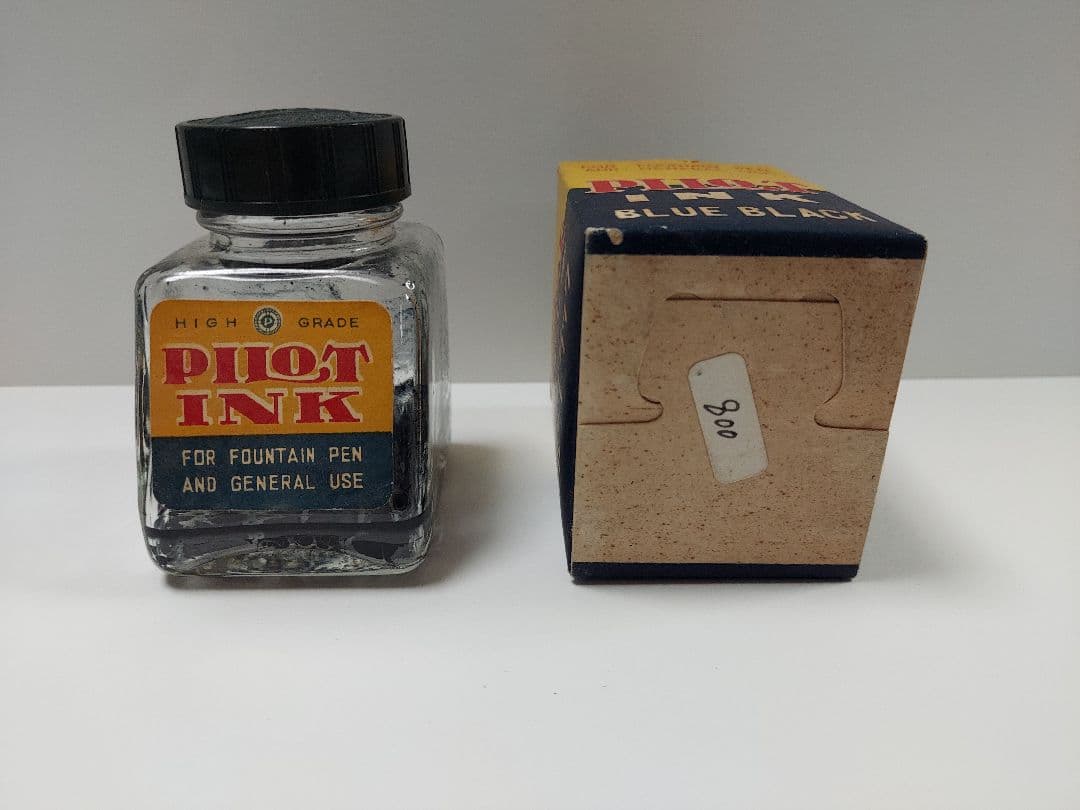 HIGH P GRADE
PILOT
INK
FOR FOUNTAIN PEN
AND GENERAL USE
PILOT
INK
BLUE BLACK
800